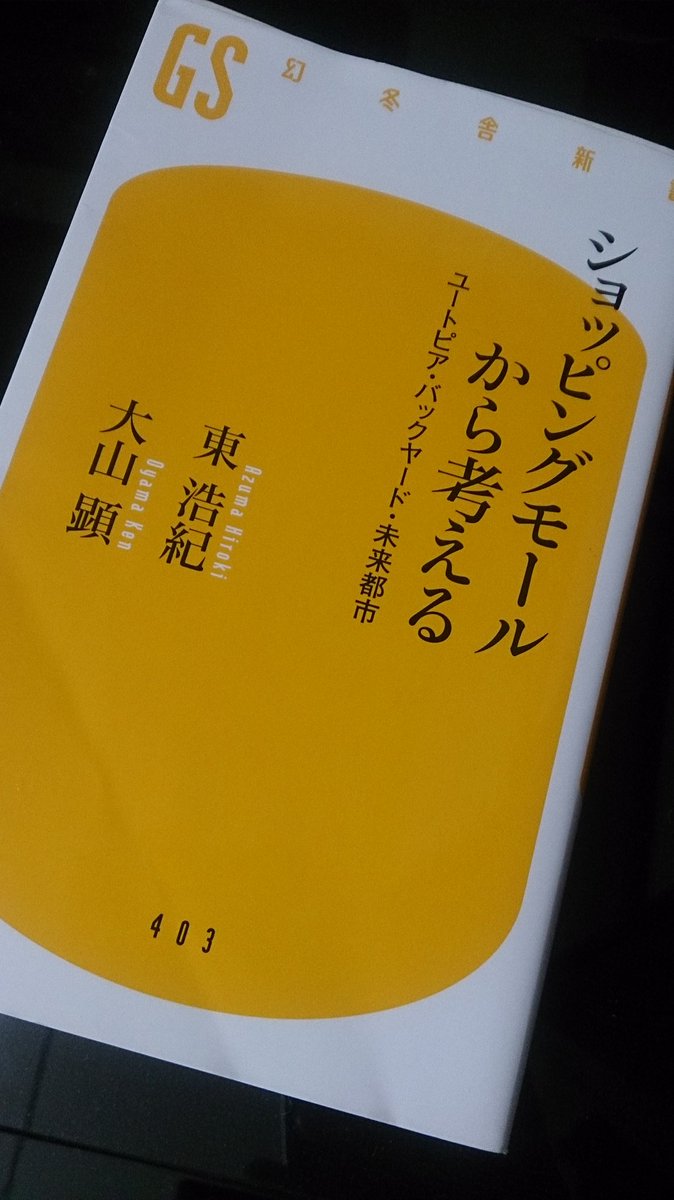 GS
幻冬舎新書
ショッピングモール
から考える
ユートピア・バックヤード・未来都市
東 浩紀
Azuma Hiroki
大山 顕
Oyama Ken
403